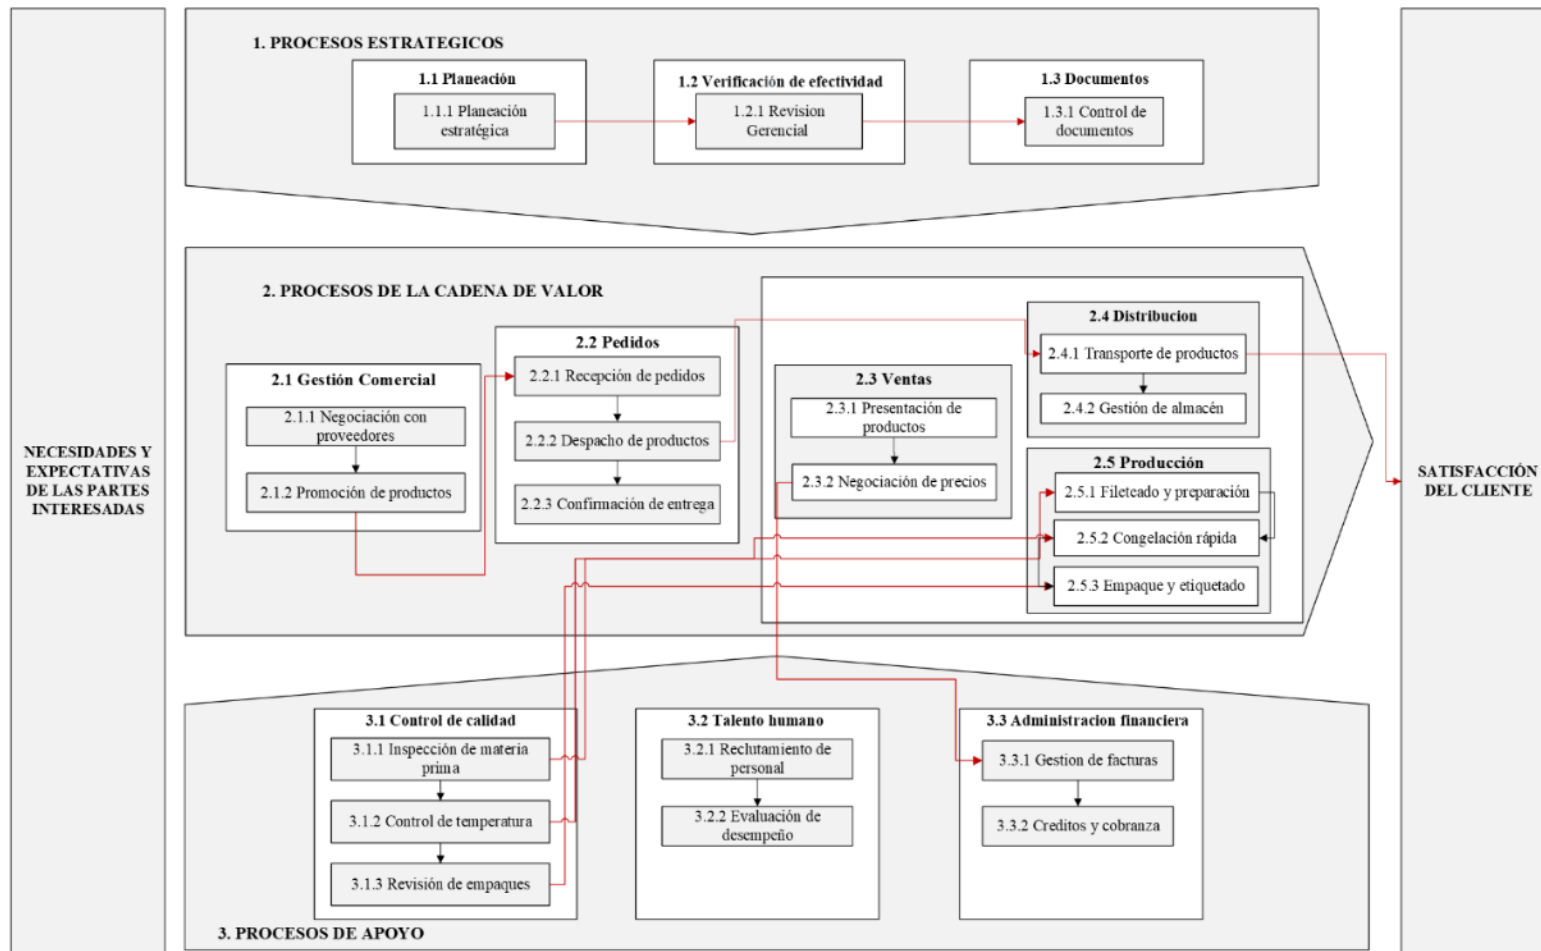 1. PROCESOS ESTRATEGICOS
1.1 Planeación
1.1.1 Planeación
estratégica
1.2 Verificación de efectividad
1.2.1 Revision
Gerencial
1.3 Documentos
1.3.1 Control de
documentos
NECESIDADES Y
EXPECTATIVAS
DE LAS PARTES
INTERESADAS
2. PROCESOS DE LA CADENA DE VALOR
2.1 Gestión Comercial
2.1.1 Negociación con
proveedores
2.1.2 Promoción de productos
2.2 Pedidos
2.2.1 Recepción de pedidos
2.2.2 Despacho de productos
2.2.3 Confirmación de entrega
2.3 Ventas
2.3.1 Presentación de
productos
2.3.2 Negociación de precios
2.4 Distribucion
2.4.1 Transporte de productos
2.4.2 Gestión de almacén
2.5 Producción
2.5.1 Fileteado y preparación
2.5.2 Congelación rápida
2.5.3 Empaque y etiquetado
SATISFACCIÓN
DEL CLIENTE
3.1 Control de calidad
3.1.1 Inspección de materia
prima
3.1.2 Control de temperatura
3.1.3 Revisión de empaques
3.2 Talento humano
3.2.1 Reclutamiento de
personal
3.2.2 Evaluación de
desempeño
3.3 Administracion financiera
3.3.1 Gestion de facturas
3.3.2 Creditos y cobranza
3. PROCESOS DE APOYO